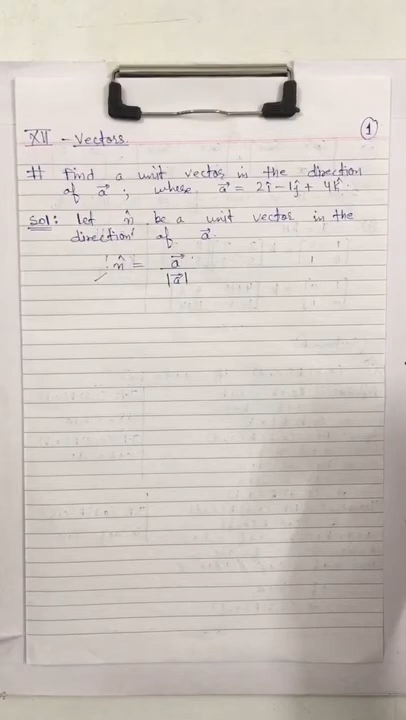 XII - Vectors. 1
# Find a unit vector in the direction
of a⃗ ; where a⃗ = 2î - 1ĵ + 4k̂.
Sol: let n̂ be a unit vector in the
direction of a⃗
∴ n̂ = a⃗
|a⃗|